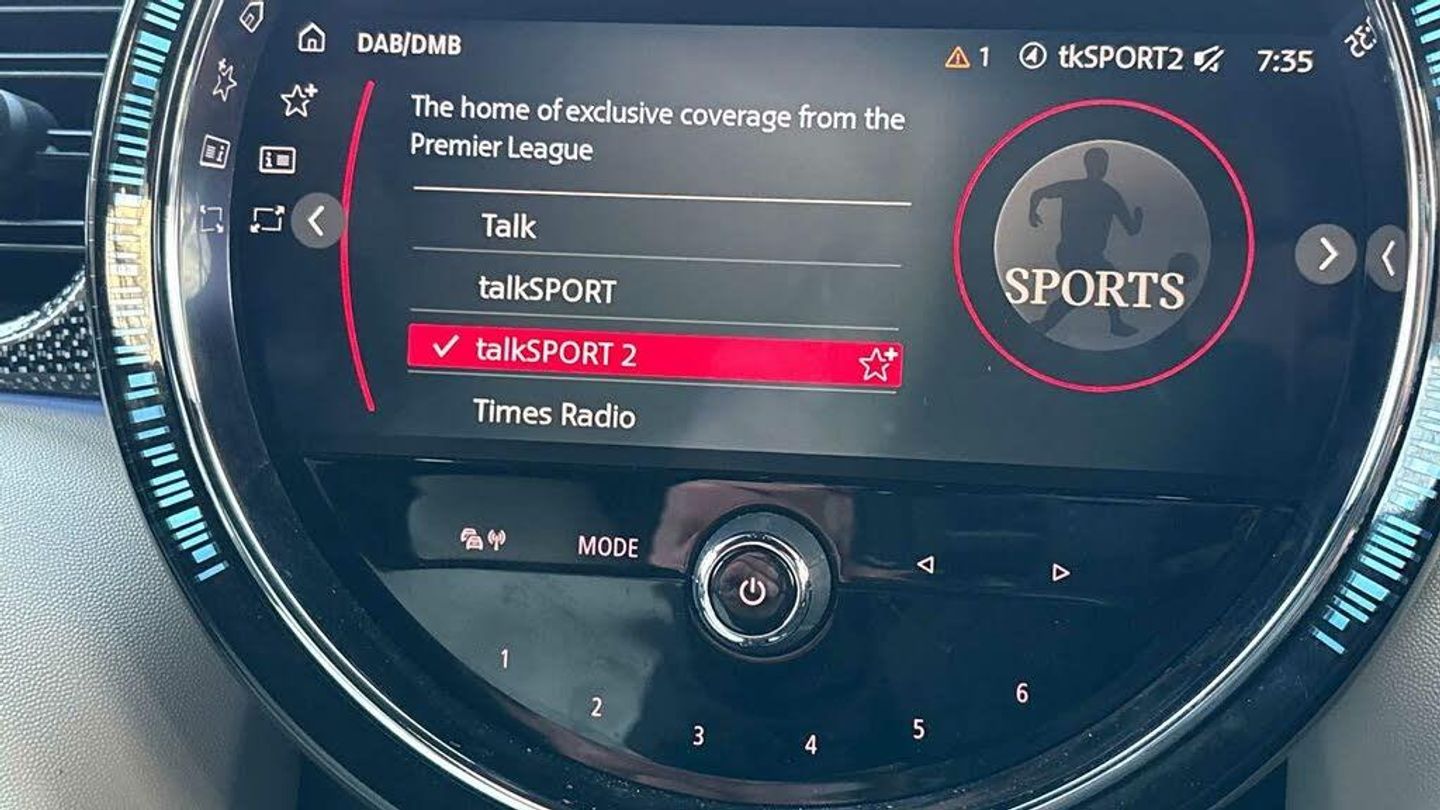 DAB/DMB
1 tkSPORT2 7:35
The home of exclusive coverage from the
Premier League
Talk
talkSPORT
talkSPORT 2
Times Radio
SPORTS
MODE
1
2
3
4
5
6